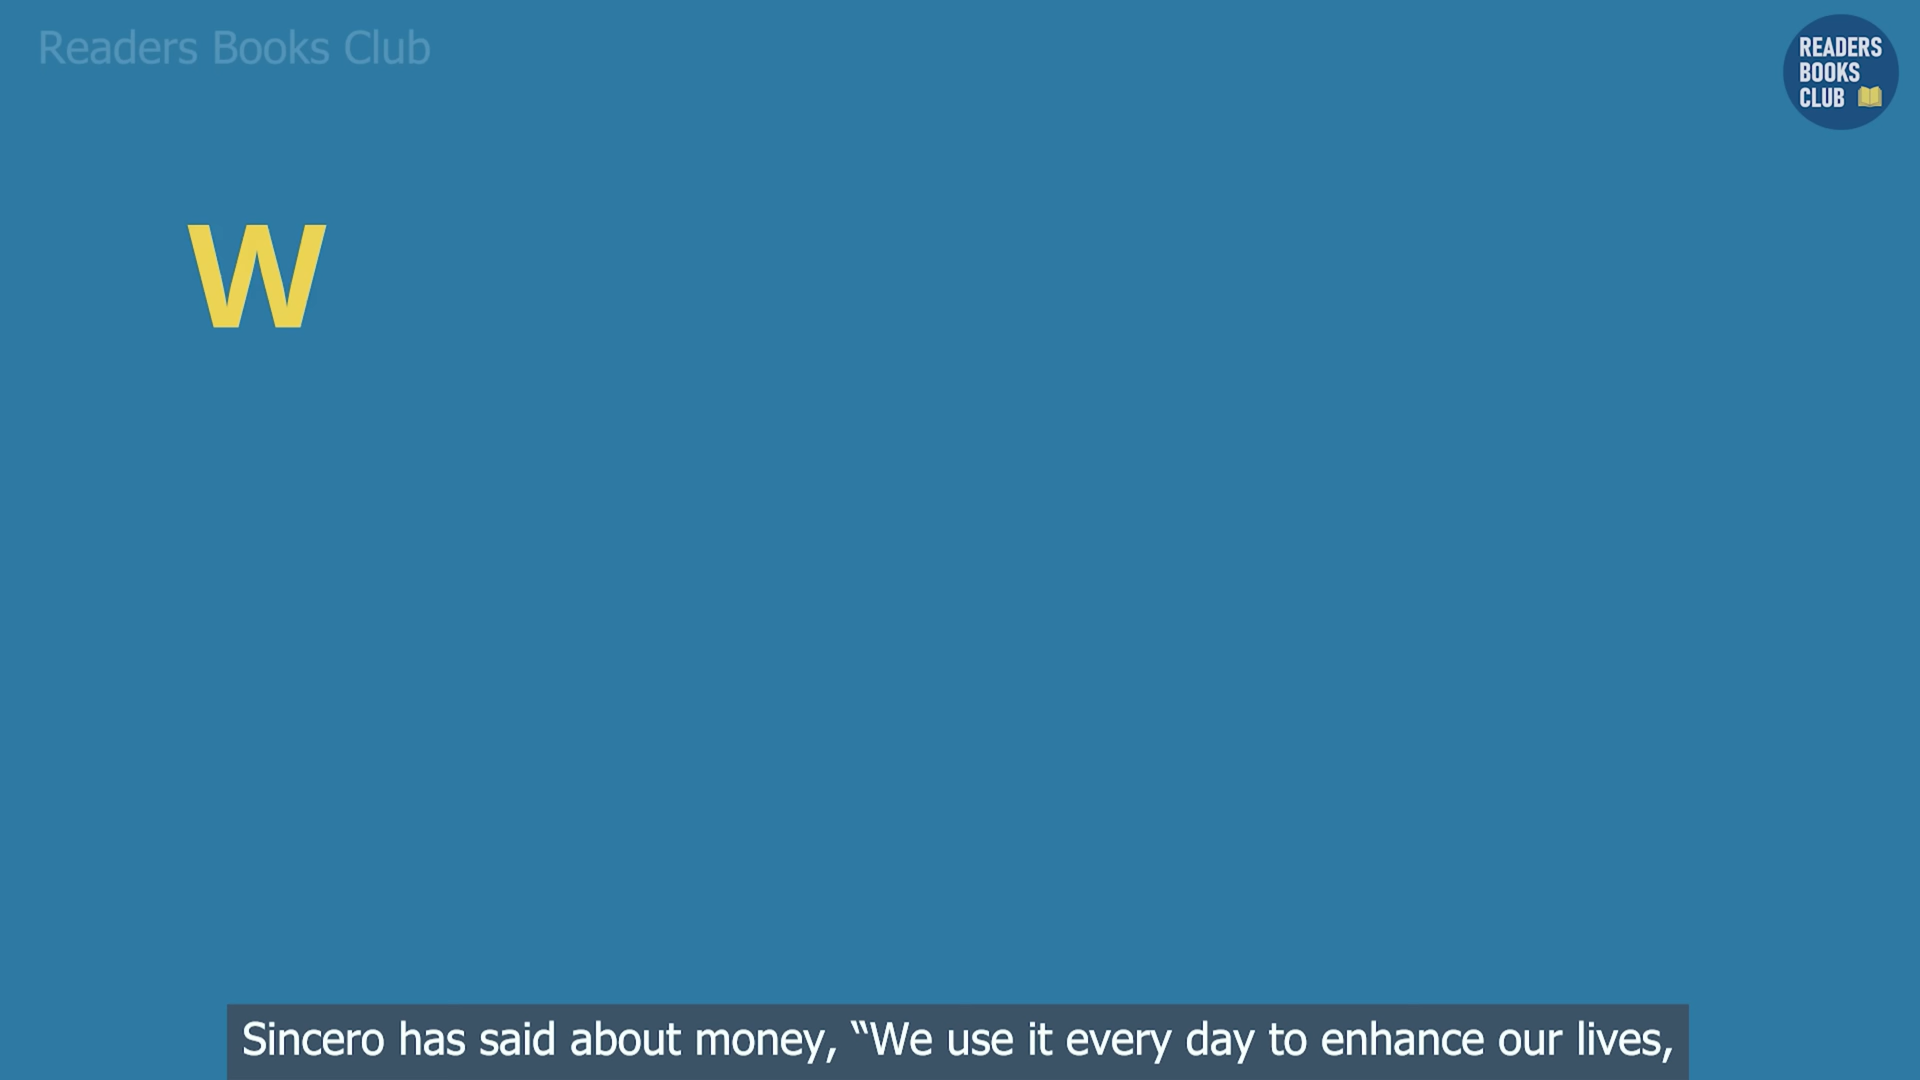 Readers Books Club
READERS
BOOKS
CLUB
W
Sincero has said about money, “We use it every day to enhance our lives,